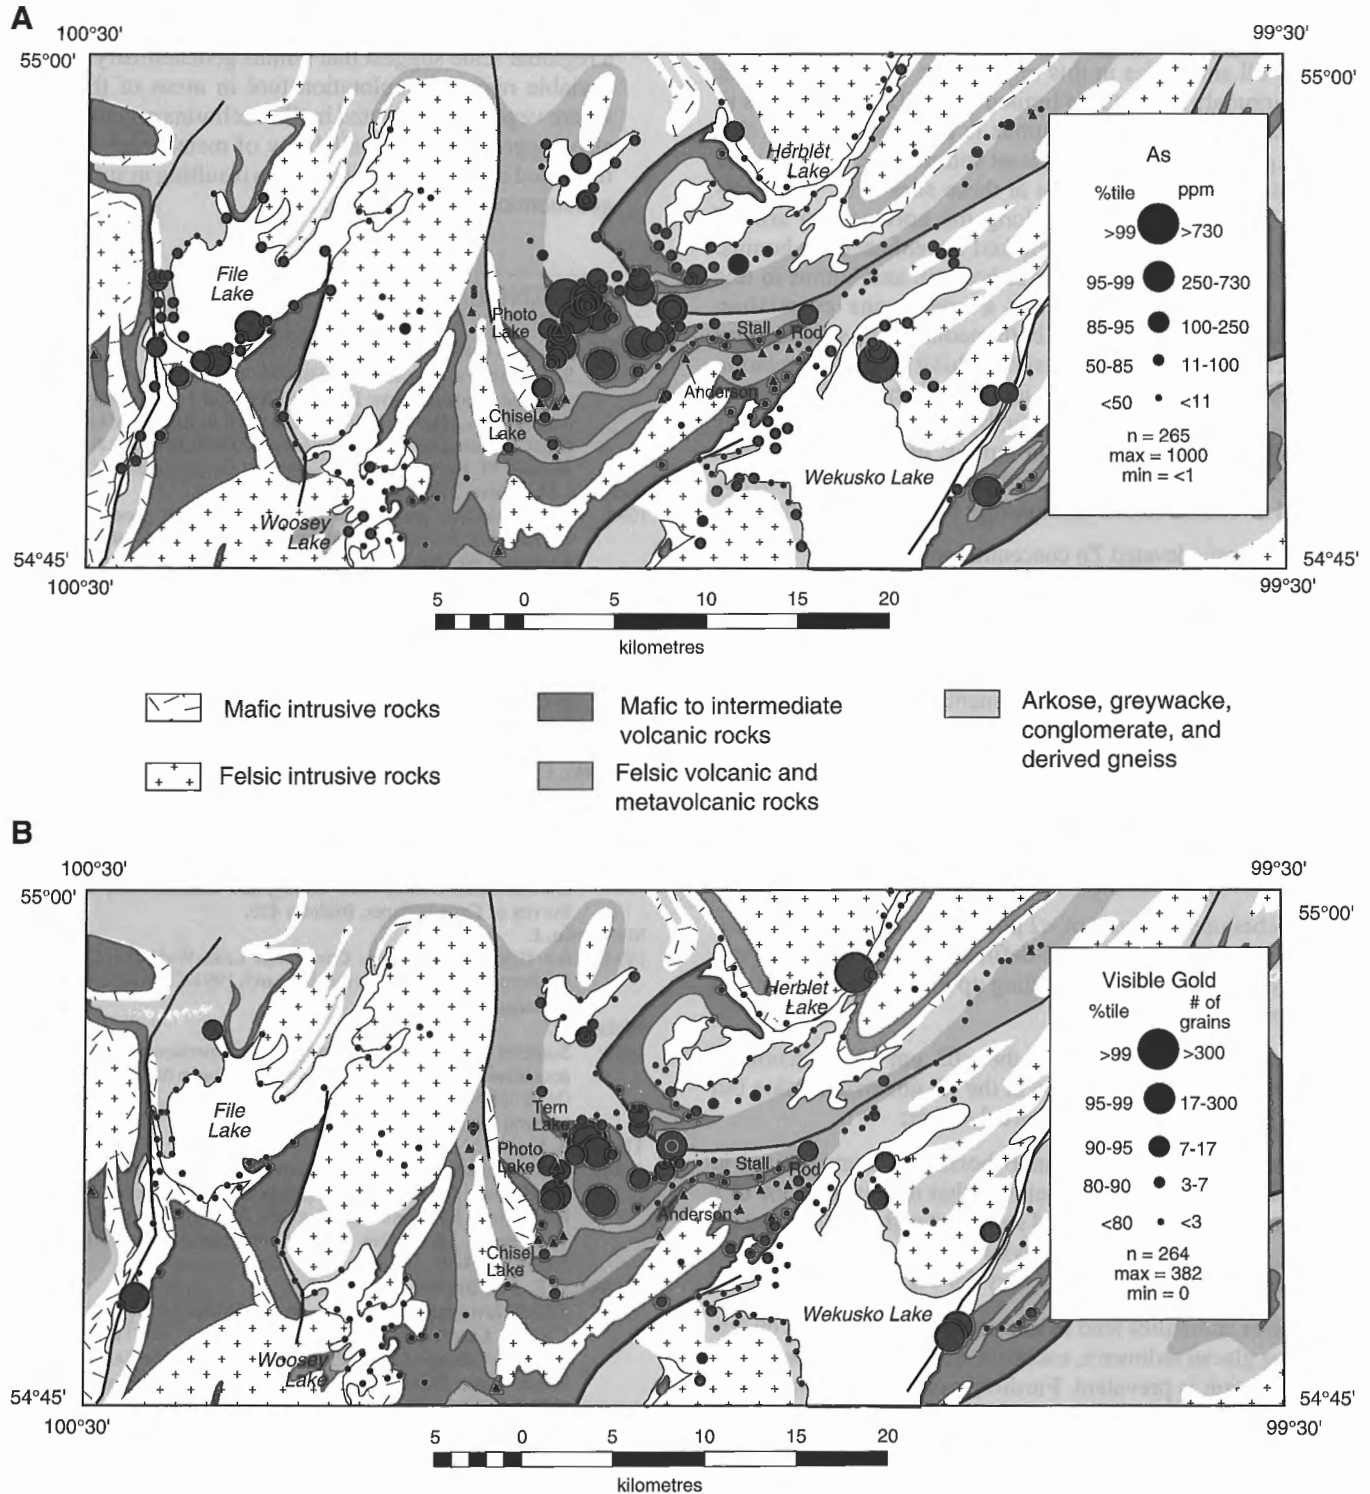 A
100°30'
99°30'
55°00'
55°00'
Herblet
Lake
File
Lake
Photo
Lake
Stall
Rod
Anderson
Chisel
Lake
Wekusko Lake
Woosey
Lake
As
%tile ppm
>99 >730
95-99 250-730
85-95 100-250
50-85 11-100
<50 <11
n = 265
max = 1000
min = <1
54°45'
54°45'
100°30'
99°30'
5 0 5 10 15 20
kilometres
Mafic intrusive rocks
Felsic intrusive rocks
Mafic to intermediate
volcanic rocks
Felsic volcanic and
metavolcanic rocks
Arkose, greywacke,
conglomerate, and
derived gneiss
B
100°30'
99°30'
55°00'
55°00'
Herblet
Lake
File
Lake
Tern
Lake
Photo
Lake
Stall
Rod
Anderson
Chisel
Lake
Wekusko Lake
Woosey
Lake
Visible Gold
%tile # of
grains
>99 >300
95-99 17-300
90-95 7-17
80-90 3-7
<80 <3
n = 264
max = 382
min = 0
54°45'
54°45'
100°30'
99°30'
5 0 5 10 15 20
kilometres